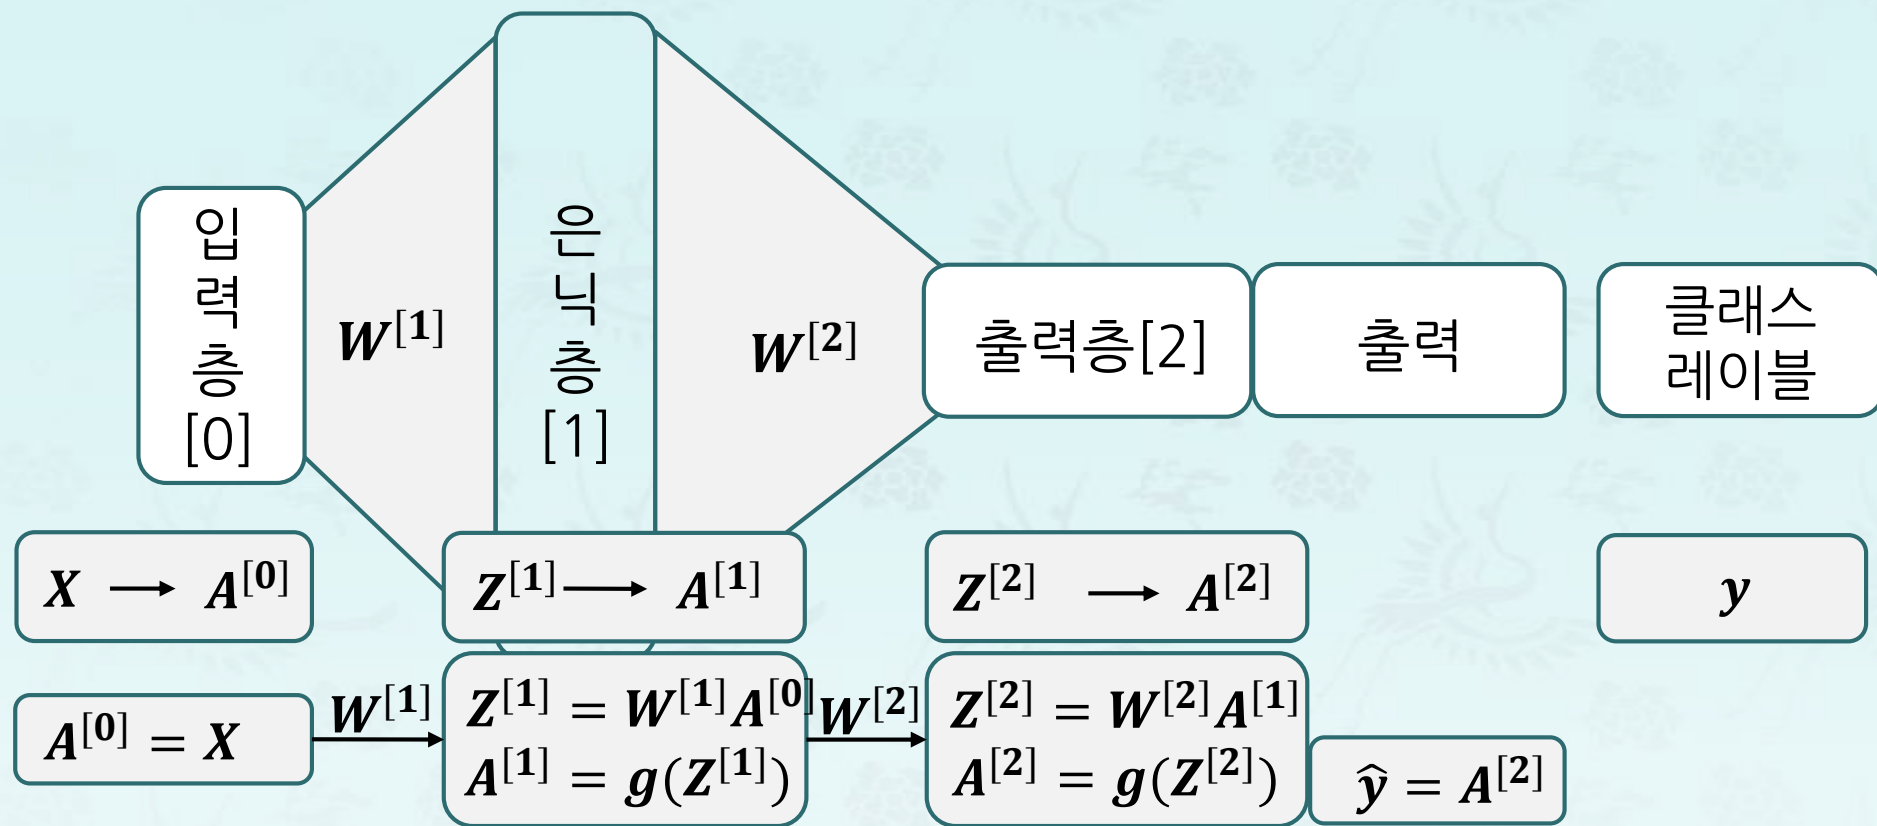 입
력
층
[0]
W^[1]
은
닉
층
[1]
W^[2]
출력층[2]
출력
클래스
레이블
X → A^[0]
Z^[1] → A^[1]
Z^[2] → A^[2]
y
A^[0] = X
W^[1]
Z^[1] = W^[1]A^[0]
A^[1] = g(Z^[1])
W^[2]
Z^[2] = W^[2]A^[1]
A^[2] = g(Z^[2])
ŷ = A^[2]